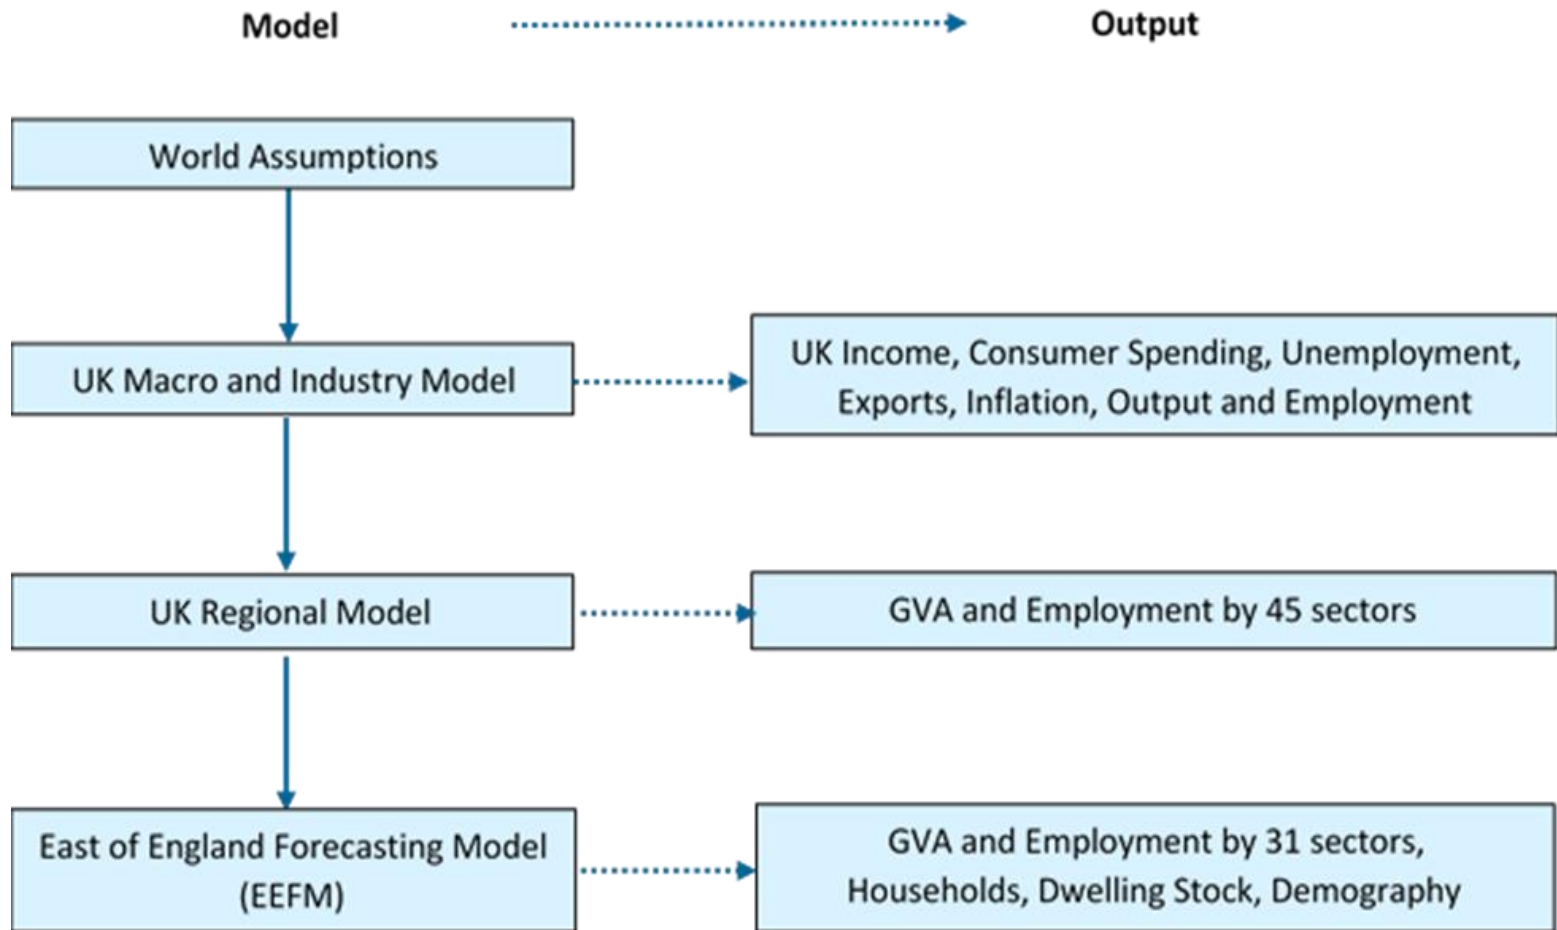 Model
Output
World Assumptions
UK Macro and Industry Model
UK Income, Consumer Spending, Unemployment,
Exports, Inflation, Output and Employment
UK Regional Model
GVA and Employment by 45 sectors
East of England Forecasting Model
(EEFM)
GVA and Employment by 31 sectors,
Households, Dwelling Stock, Demography